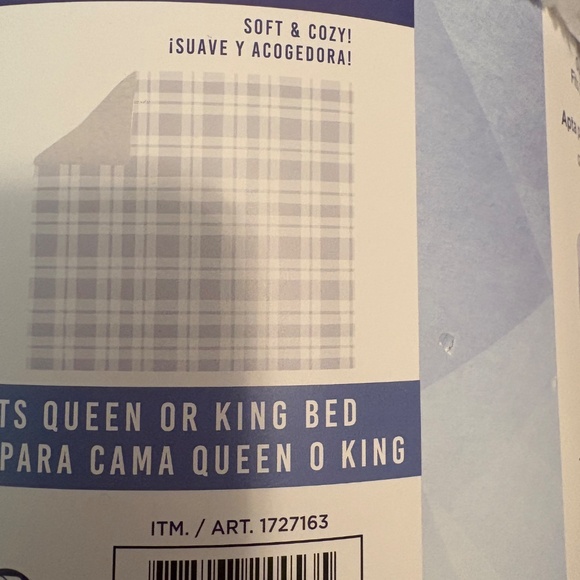 SOFT & COZY!
¡SUAVE Y ACOGEDORA!
TS QUEEN OR KING BED
PARA CAMA QUEEN O KING
ITM. / ART. 1727163